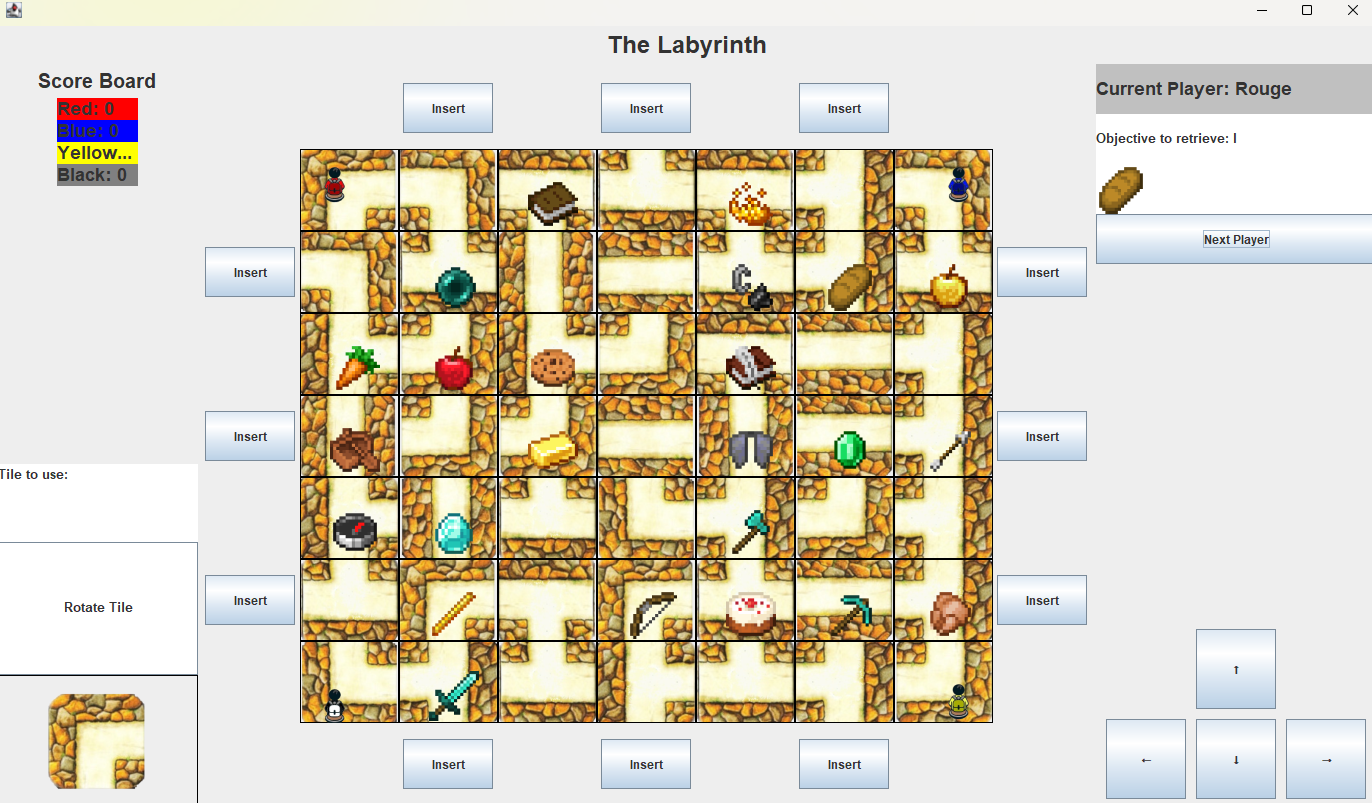 The Labyrinth
Score Board
Red: 0
Blue: 0
Yellow...
Black: 0
Insert
Insert
Insert
Current Player: Rouge
Objective to retrieve: I
Next Player
Insert
Insert
Insert
Insert
Tile to use:
Rotate Tile
Insert
Insert
Insert
Insert
Insert
↑
←
↓
→